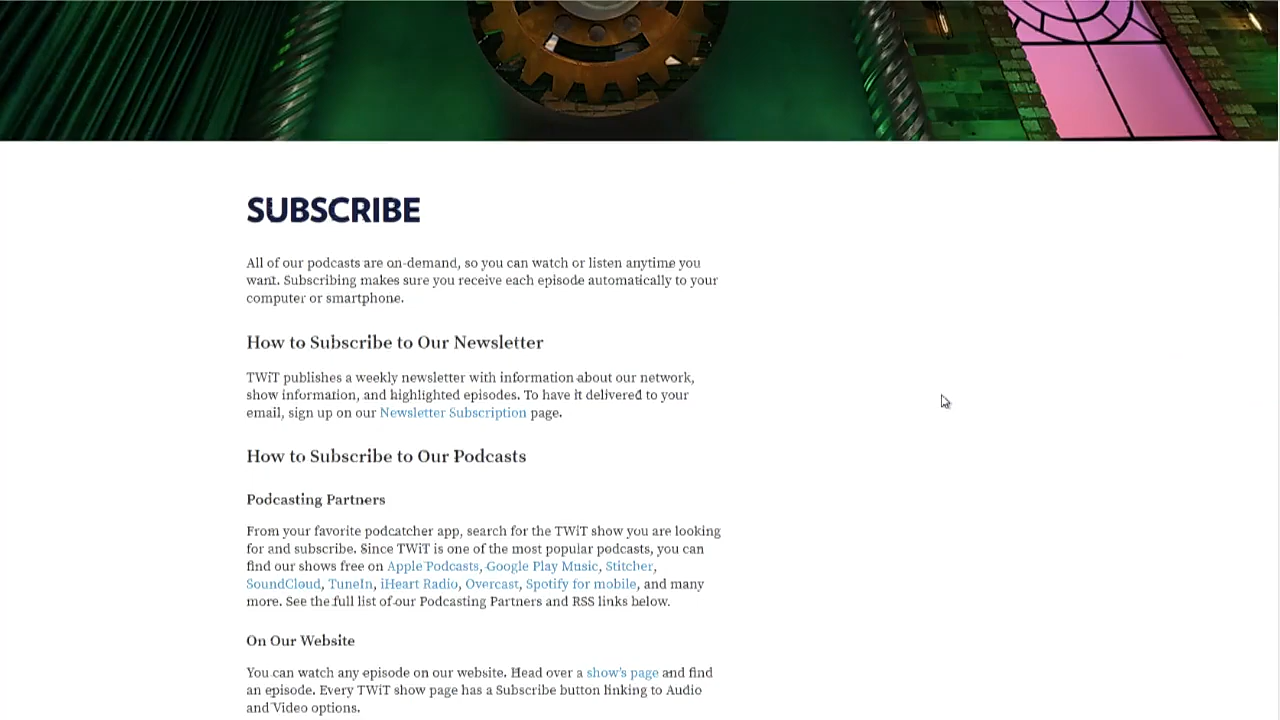 SUBSCRIBE
All of our podcasts are on-demand, so you can watch or listen anytime you
want. Subscribing makes sure you receive each episode automatically to your
computer or smartphone.
How to Subscribe to Our Newsletter
TWiT publishes a weekly newsletter with information about our network,
show information, and highlighted episodes. To have it delivered to your
email, sign up on our Newsletter Subscription page.
How to Subscribe to Our Podcasts
Podcasting Partners
From your favorite podcatcher app, search for the TWiT show you are looking
for and subscribe. Since TWiT is one of the most popular podcasts, you can
find our shows free on Apple Podcasts, Google Play Music, Stitcher,
SoundCloud, TuneIn, iHeart Radio, Overcast, Spotify for mobile, and many
more. See the full list of our Podcasting Partners and RSS links below.
On Our Website
You can watch any episode on our website. Head over a show's page and find
an episode. Every TWiT show page has a Subscribe button linking to Audio
and Video options.